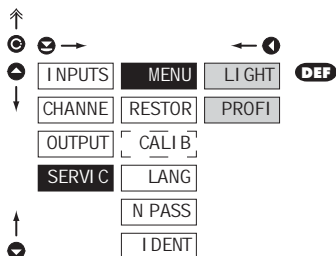 INPUTS MENU LIGHT DEF
CHANNE RESTOR PROFI
OUTPUT CALIB
SERVIC LANG
N PASS
IDENT